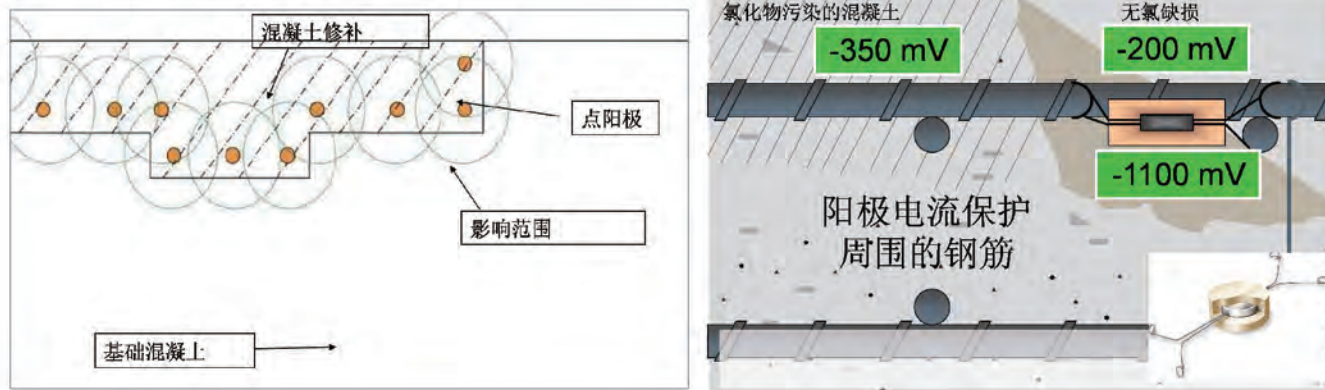 混凝土修补
点阳极
影响范围
基础混凝土
氯化物污染的混凝土
无氯缺损
-350 mV
-200 mV
-1100 mV
阳极电流保护
周围的钢筋